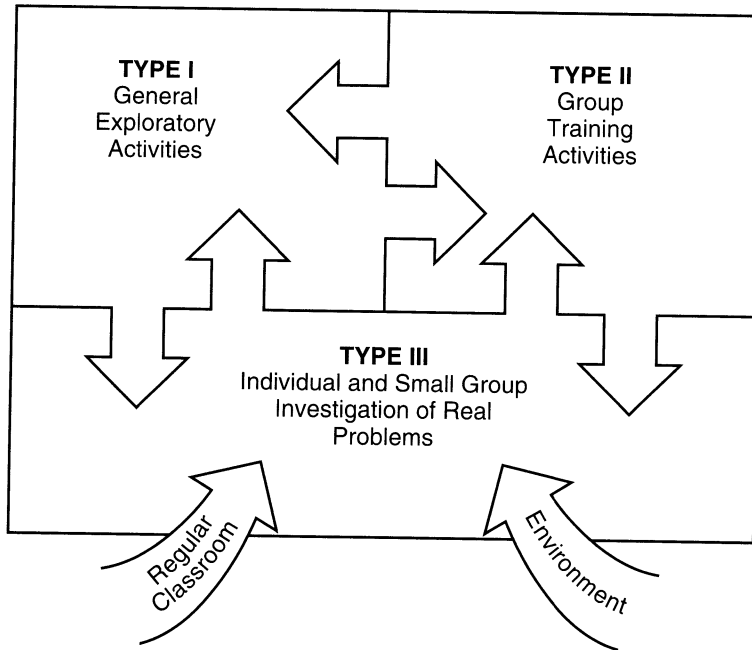 TYPE I
General
Exploratory
Activities
TYPE II
Group
Training
Activities
TYPE III
Individual and Small Group
Investigation of Real
Problems
Regular
Classroom
Environment